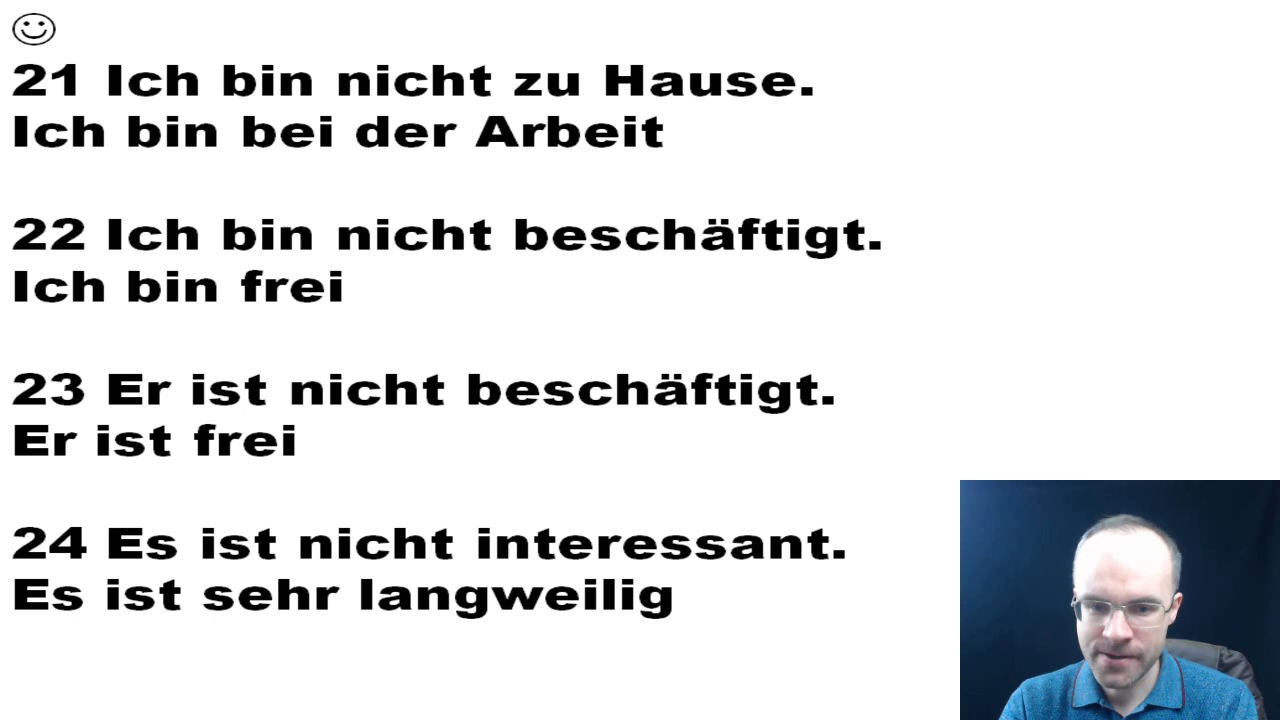 21 Ich bin nicht zu Hause.
Ich bin bei der Arbeit
22 Ich bin nicht beschäftigt.
Ich bin frei
23 Er ist nicht beschäftigt.
Er ist frei
24 Es ist nicht interessant.
Es ist sehr langweilig